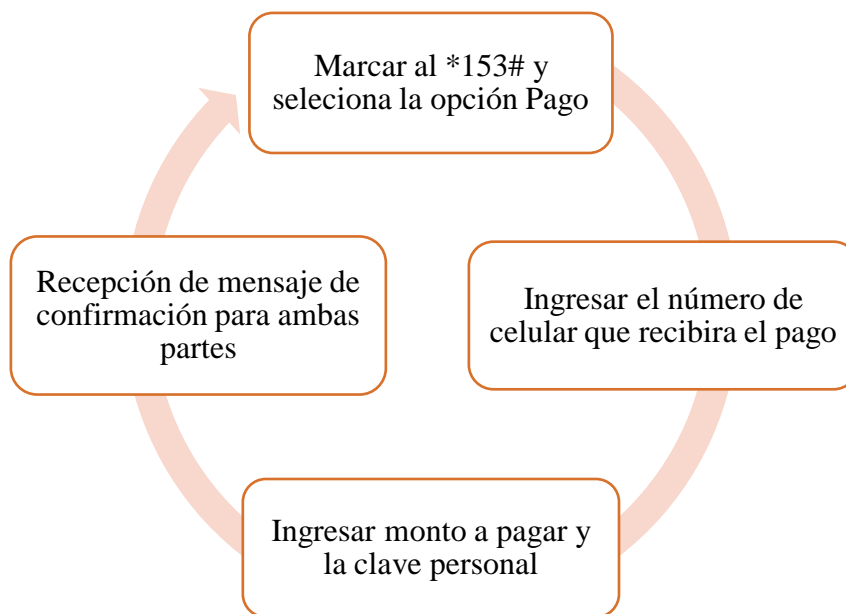 Marcar al *153# y
seleciona la opción Pago
Ingresar el número de
celular que recibira el pago
Ingresar monto a pagar y
la clave personal
Recepción de mensaje de
confirmación para ambas
partes